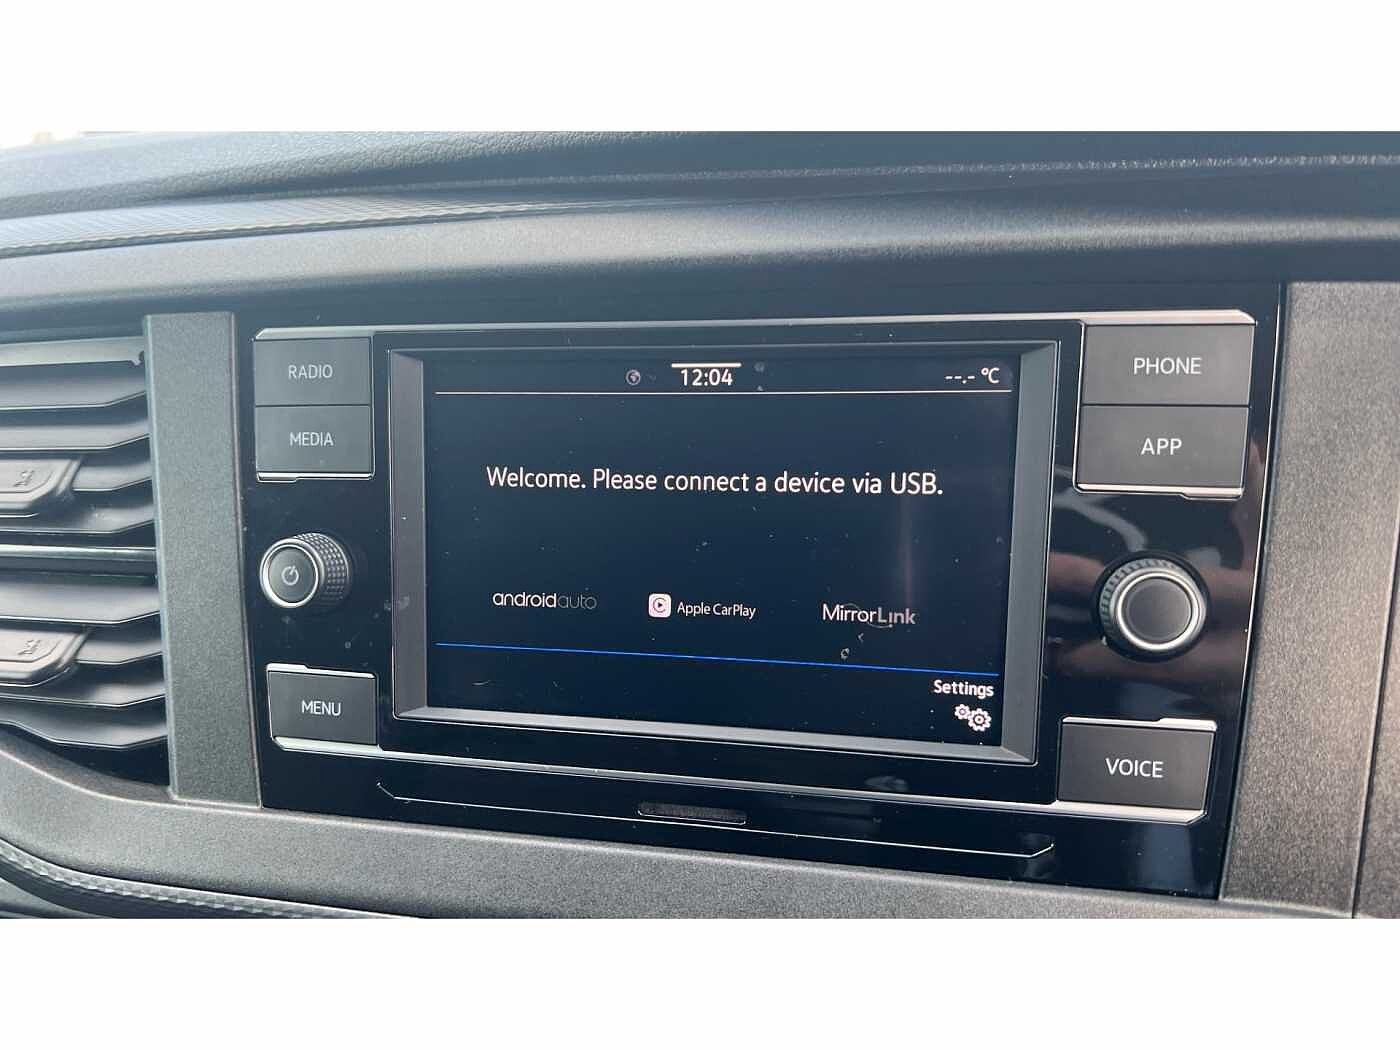 RADIO
MEDIA
MENU
12:04
--.- °C
Welcome. Please connect a device via USB.
androidauto
Apple CarPlay
MirrorLink
Settings
PHONE
APP
VOICE